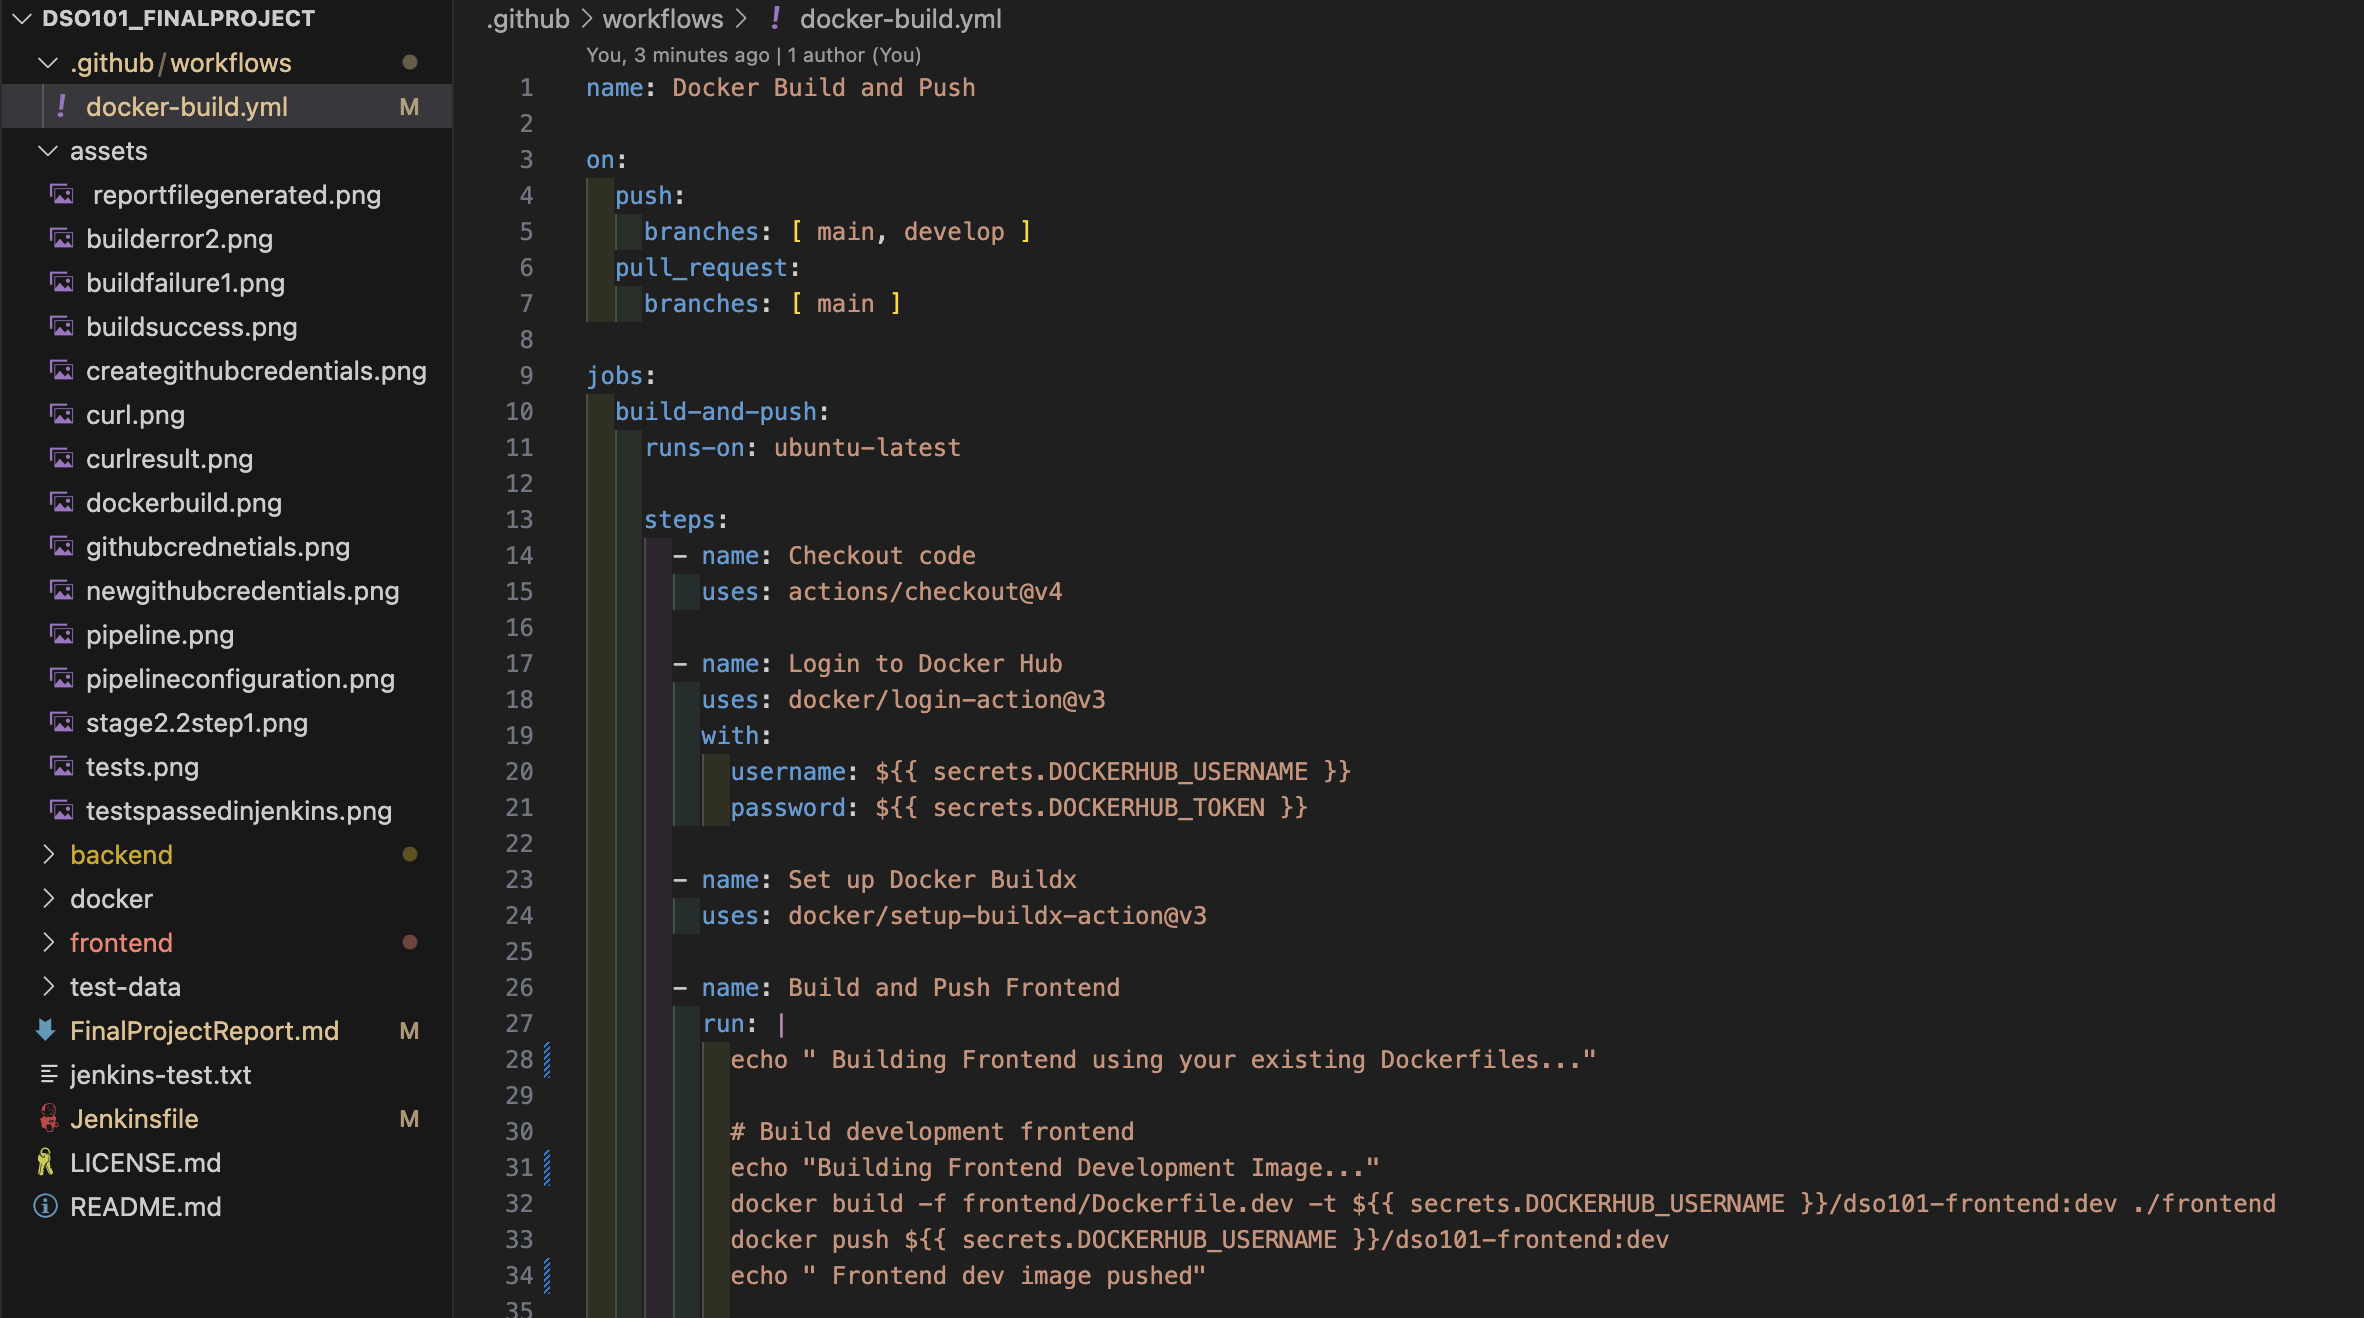 DSO101_FINALPROJECT
.github/workflows
! docker-build.yml M
assets
reportfilegenerated.png
builderror2.png
buildfailure1.png
buildsuccess.png
creategithubcredentials.png
curl.png
curlresult.png
dockerbuild.png
githubcrednetials.png
newgithubcredentials.png
pipeline.png
pipelineconfiguration.png
stage2.2step1.png
tests.png
testspassedinjenkins.png
backend
docker
frontend
test-data
FinalProjectReport.md M
jenkins-test.txt
Jenkinsfile M
LICENSE.md
README.md
.github > workflows > ! docker-build.yml
You, 3 minutes ago | 1 author (You)
1 name: Docker Build and Push
2
3 on:
4   push:
5     branches: [ main, develop ]
6   pull_request:
7     branches: [ main ]
8
9 jobs:
10   build-and-push:
11     runs-on: ubuntu-latest
12
13     steps:
14       - name: Checkout code
15         uses: actions/checkout@v4
16
17       - name: Login to Docker Hub
18         uses: docker/login-action@v3
19         with:
20           username: ${{ secrets.DOCKERHUB_USERNAME }}
21           password: ${{ secrets.DOCKERHUB_TOKEN }}
22
23       - name: Set up Docker Buildx
24         uses: docker/setup-buildx-action@v3
25
26       - name: Build and Push Frontend
27         run: |
28           echo " Building Frontend using your existing Dockerfiles..."
29
30           # Build development frontend
31           echo "Building Frontend Development Image..."
32           docker build -f frontend/Dockerfile.dev -t ${{ secrets.DOCKERHUB_USERNAME }}/dso101-frontend:dev ./frontend
33           docker push ${{ secrets.DOCKERHUB_USERNAME }}/dso101-frontend:dev
34           echo " Frontend dev image pushed"
35